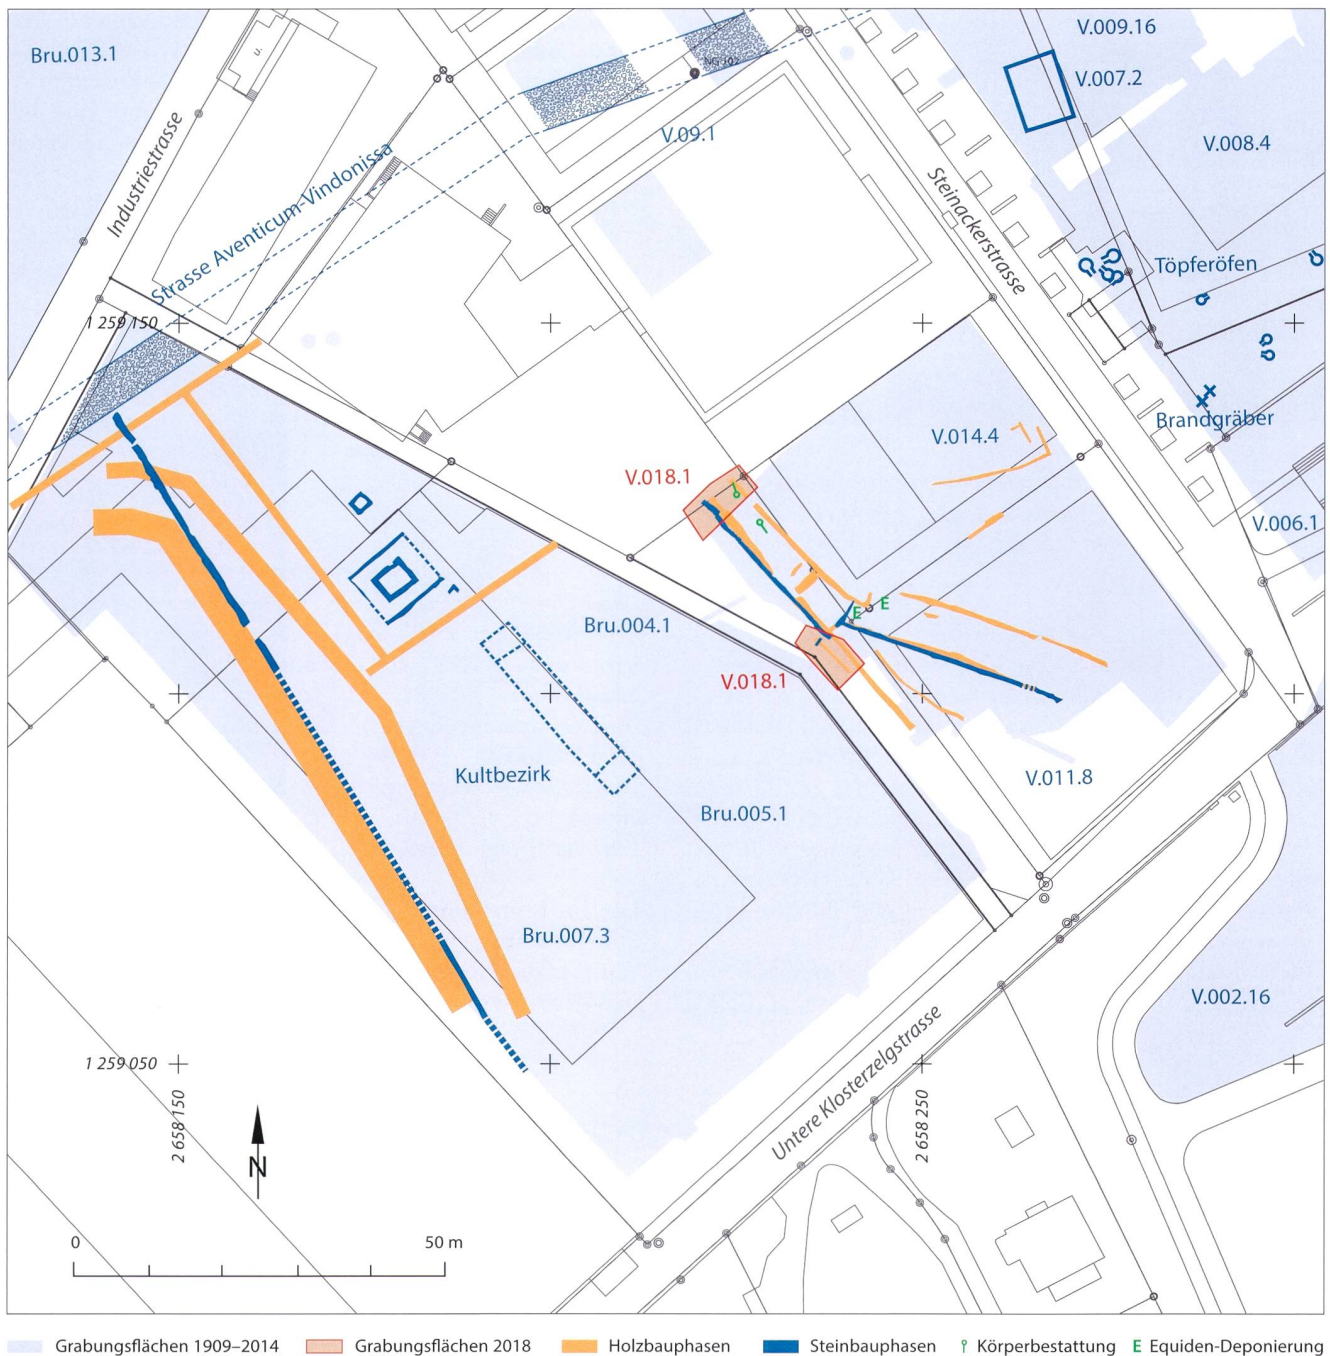 Bru.013.1
u.
Industriestrasse
Strasse Aventicum-Vindonissa
V.09.1
V.009.16
V.007.2
V.008.4
Steinackerstrasse
Töpferöfen
1 259 150
Brandgräber
V.014.4
V.018.1
V.006.1
E
E
Bru.004.1
V.018.1
Kultbezirk
V.011.8
Bru.005.1
Bru.007.3
V.002.16
Untere Klosterzelgstrasse
1 259 050
2 658 150
2 658 250
N
0 50 m
Grabungsflächen 1909–2014 Grabungsflächen 2018 Holzbauphasen Steinbauphasen Körperbestattung E Equiden-Deponierung